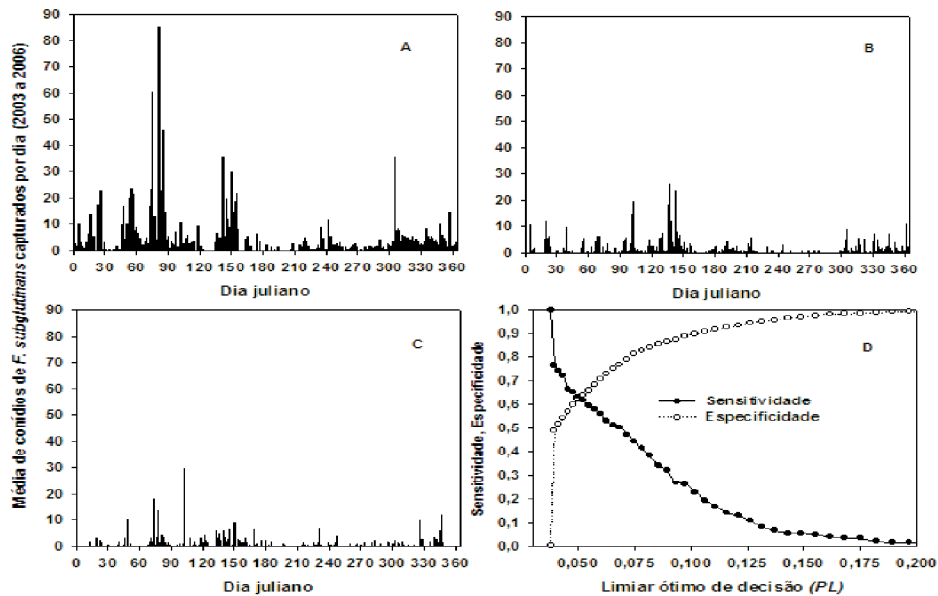 Média de conídios de F. subglutinans capturados por dia (2003 a 2006)
90
80
70
60
50
40
30
20
10
0
A
0 30 60 90 120 150 180 210 240 270 300 330 360
Dia juliano
90
80
70
60
50
40
30
20
10
0
B
0 30 60 90 120 150 180 210 240 270 300 330 360
Dia juliano
90
80
70
60
50
40
30
20
10
0
C
0 30 60 90 120 150 180 210 240 270 300 330 360
Dia juliano
Sensitividade, Especificidade
1,0
0,9
0,8
0,7
0,6
0,5
0,4
0,3
0,2
0,1
0,0
D
Sensitividade
Especificidade
0,050 0,075 0,100 0,125 0,150 0,175 0,200
Limiar ótimo de decisão (PL)